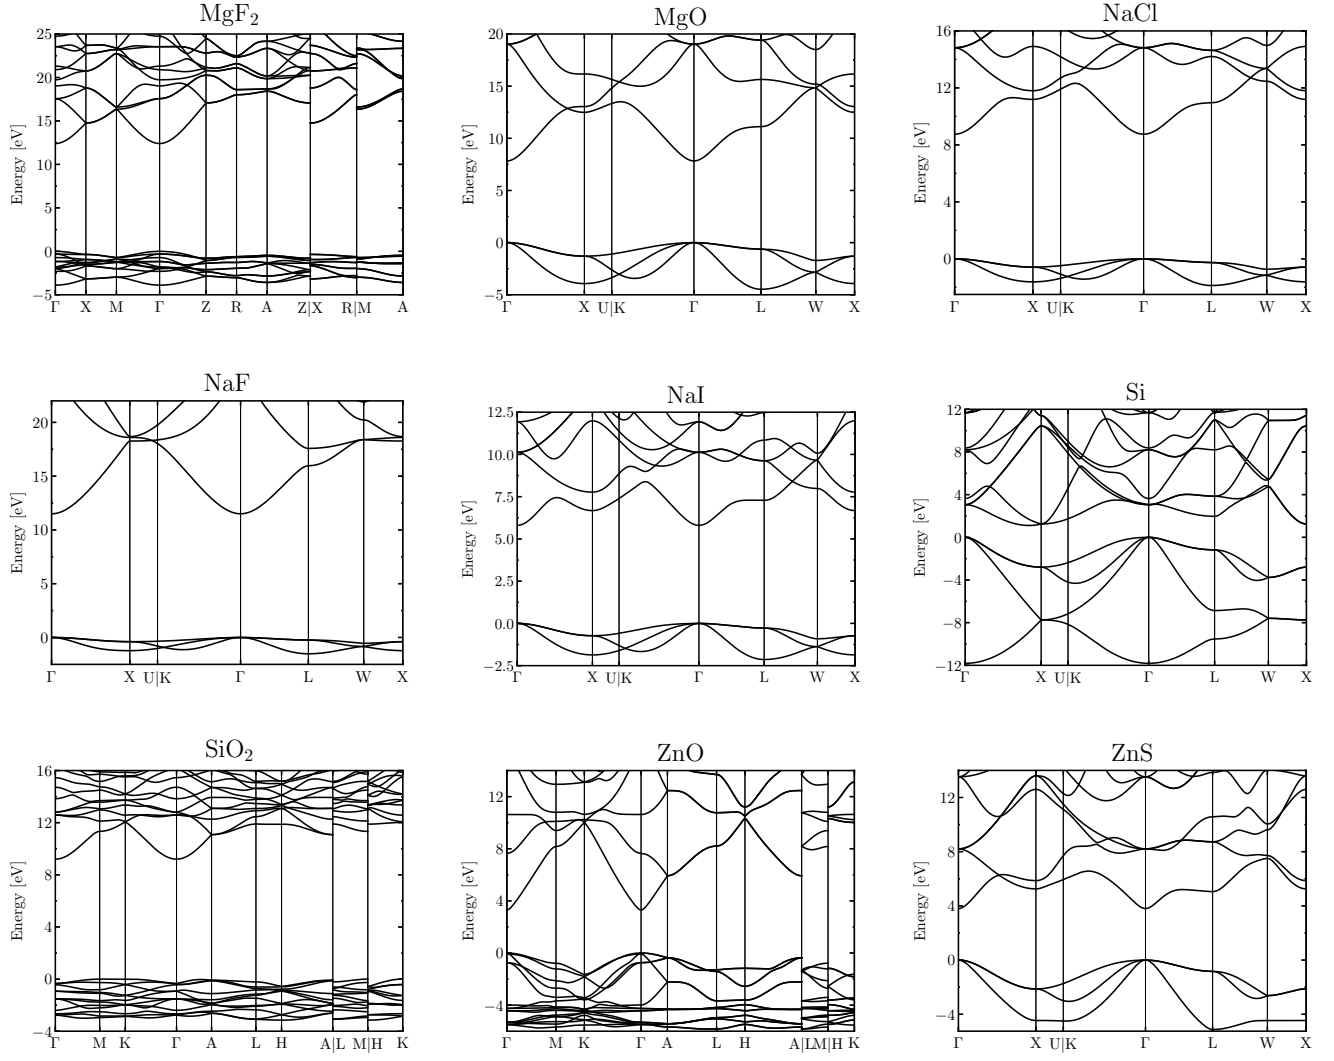 MgF₂
Energy [eV]
25
20
15
10
5
0
−5
Γ X M Γ Z R A Z|X R|M A
MgO
Energy [eV]
20
15
10
5
0
−5
Γ X U|K Γ L W X
NaCl
Energy [eV]
16
12
8
4
0
Γ X U|K Γ L W X
NaF
Energy [eV]
20
15
10
5
0
Γ X U|K Γ L W X
NaI
Energy [eV]
12.5
10.0
7.5
5.0
2.5
0.0
−2.5
Γ X U|K Γ L W X
Si
Energy [eV]
12
8
4
0
−4
−8
−12
Γ X U|K Γ L W X
SiO₂
Energy [eV]
16
12
8
4
0
−4
Γ M K Γ A L H A|L M|H K
ZnO
Energy [eV]
12
8
4
0
−4
Γ M K Γ A L H A|L M|H K
ZnS
Energy [eV]
12
8
4
0
−4
Γ X U|K Γ L W X